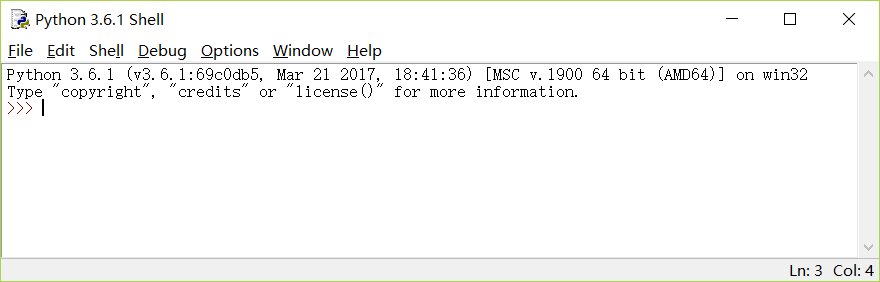 Python 3.6.1 Shell
File Edit Shell Debug Options Window Help
Python 3.6.1 (v3.6.1:69c0db5, Mar 21 2017, 18:41:36) [MSC v.1900 64 bit (AMD64)] on win32
Type "copyright", "credits" or "license()" for more information.
>>>
Ln: 3 Col: 4